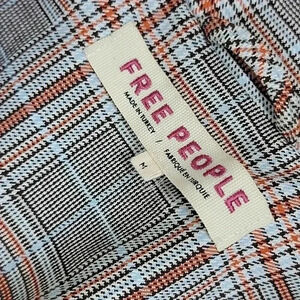 FREE PEOPLE
MADE IN TURKEY / FABRIQUÉ EN TURQUIE
M